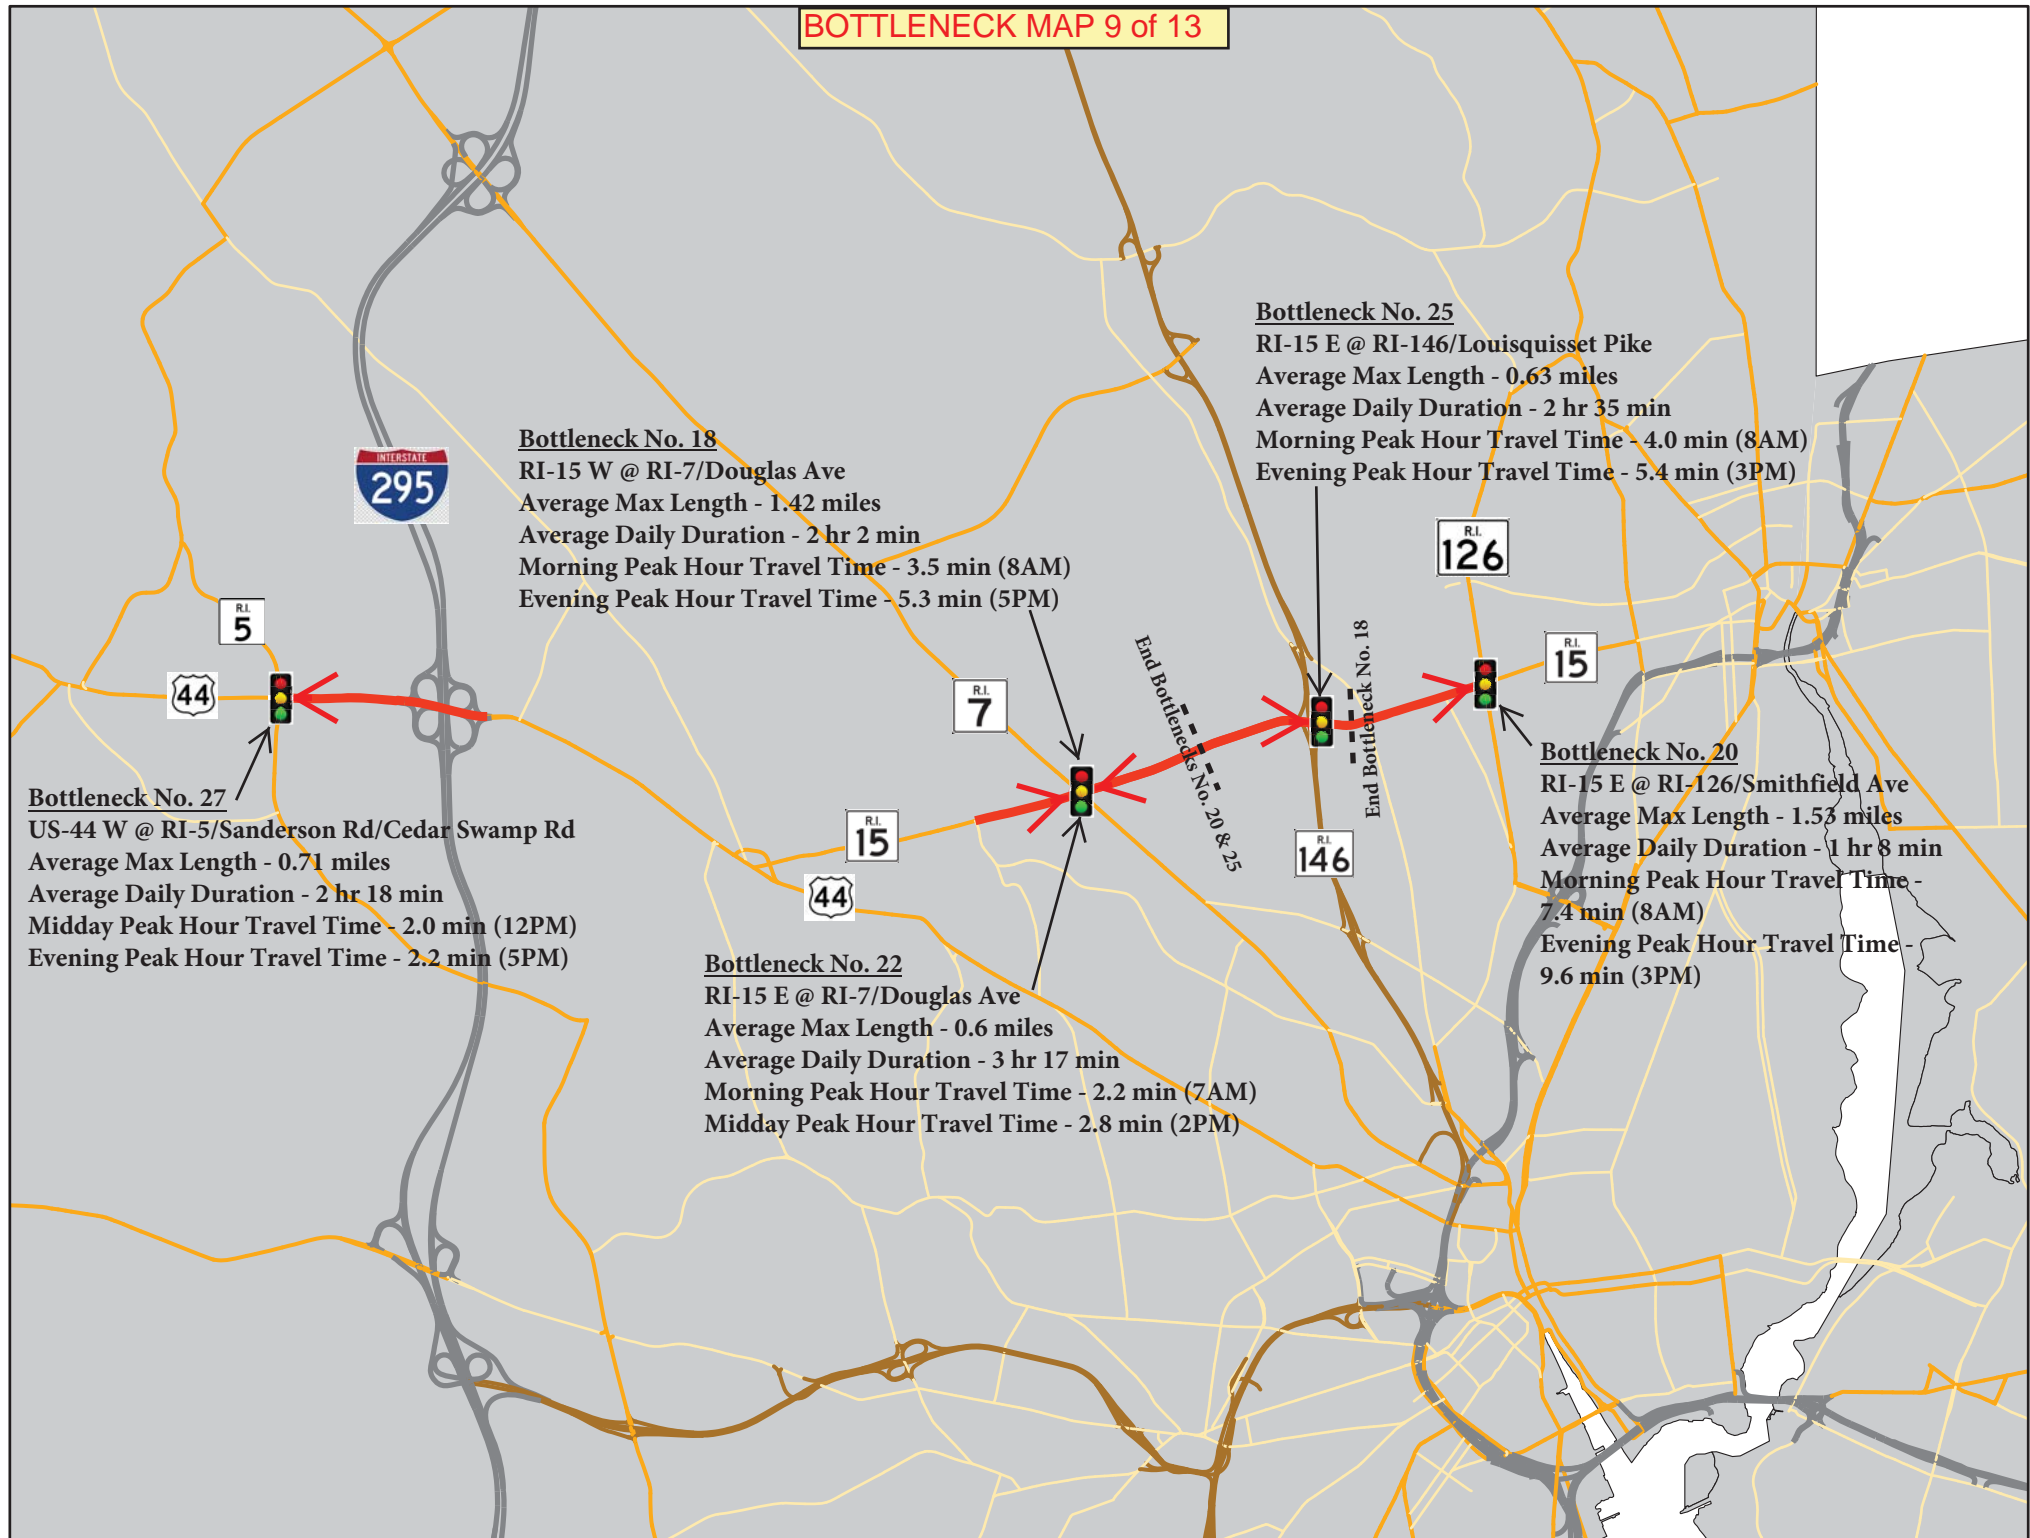 BOTTLENECK MAP 9 of 13
Bottleneck No. 25
RI-15 E @ RI-146/Louisquisset Pike
Average Max Length - 0.63 miles
Average Daily Duration - 2 hr 35 min
Morning Peak Hour Travel Time - 4.0 min (8AM)
Evening Peak Hour Travel Time - 5.4 min (3PM)
Bottleneck No. 18
RI-15 W @ RI-7/Douglas Ave
Average Max Length - 1.42 miles
Average Daily Duration - 2 hr 2 min
Morning Peak Hour Travel Time - 3.5 min (8AM)
Evening Peak Hour Travel Time - 5.3 min (5PM)
INTERSTATE
295
R.I.
126
R.I.
5
44
R.I.
15
R.I.
7
End Bottlenecks No. 20 & 25
End Bottleneck No. 18
Bottleneck No. 20
RI-15 E @ RI-126/Smithfield Ave
Average Max Length - 1.53 miles
Average Daily Duration - 1 hr 8 min
Morning Peak Hour Travel Time -
7.4 min (8AM)
Evening Peak Hour Travel Time -
9.6 min (3PM)
Bottleneck No. 27
US-44 W @ RI-5/Sanderson Rd/Cedar Swamp Rd
Average Max Length - 0.71 miles
Average Daily Duration - 2 hr 18 min
Midday Peak Hour Travel Time - 2.0 min (12PM)
Evening Peak Hour Travel Time - 2.2 min (5PM)
R.I.
15
R.I.
146
44
Bottleneck No. 22
RI-15 E @ RI-7/Douglas Ave
Average Max Length - 0.6 miles
Average Daily Duration - 3 hr 17 min
Morning Peak Hour Travel Time - 2.2 min (7AM)
Midday Peak Hour Travel Time - 2.8 min (2PM)